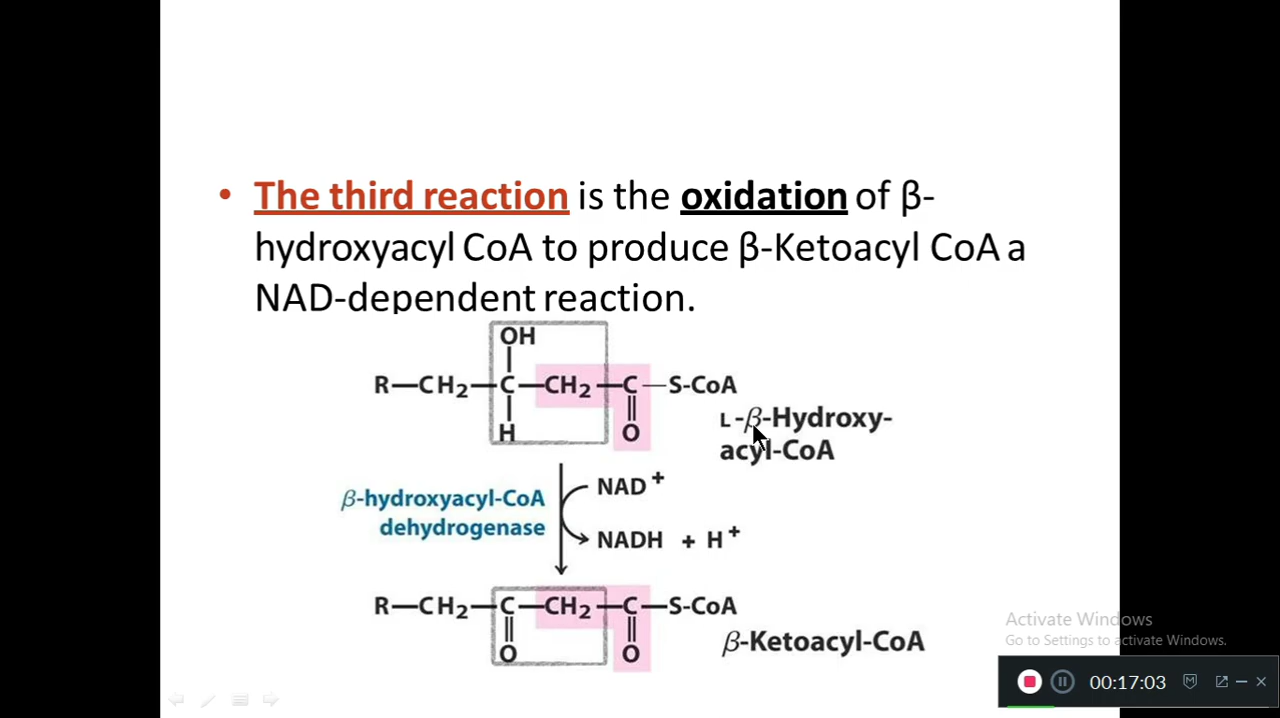 • The third reaction is the oxidation of β-
hydroxyacyl CoA to produce β-Ketoacyl CoA a
NAD-dependent reaction.
OH
R—CH₂—C—CH₂—C—S-CoA
H O
L-β-Hydroxy-
acyl-CoA
NAD⁺
β-hydroxyacyl-CoA
dehydrogenase
NADH + H⁺
R—CH₂—C—CH₂—C—S-CoA
O O
β-Ketoacyl-CoA
Activate Windows
Go to Settings to activate Windows.
00:17:03